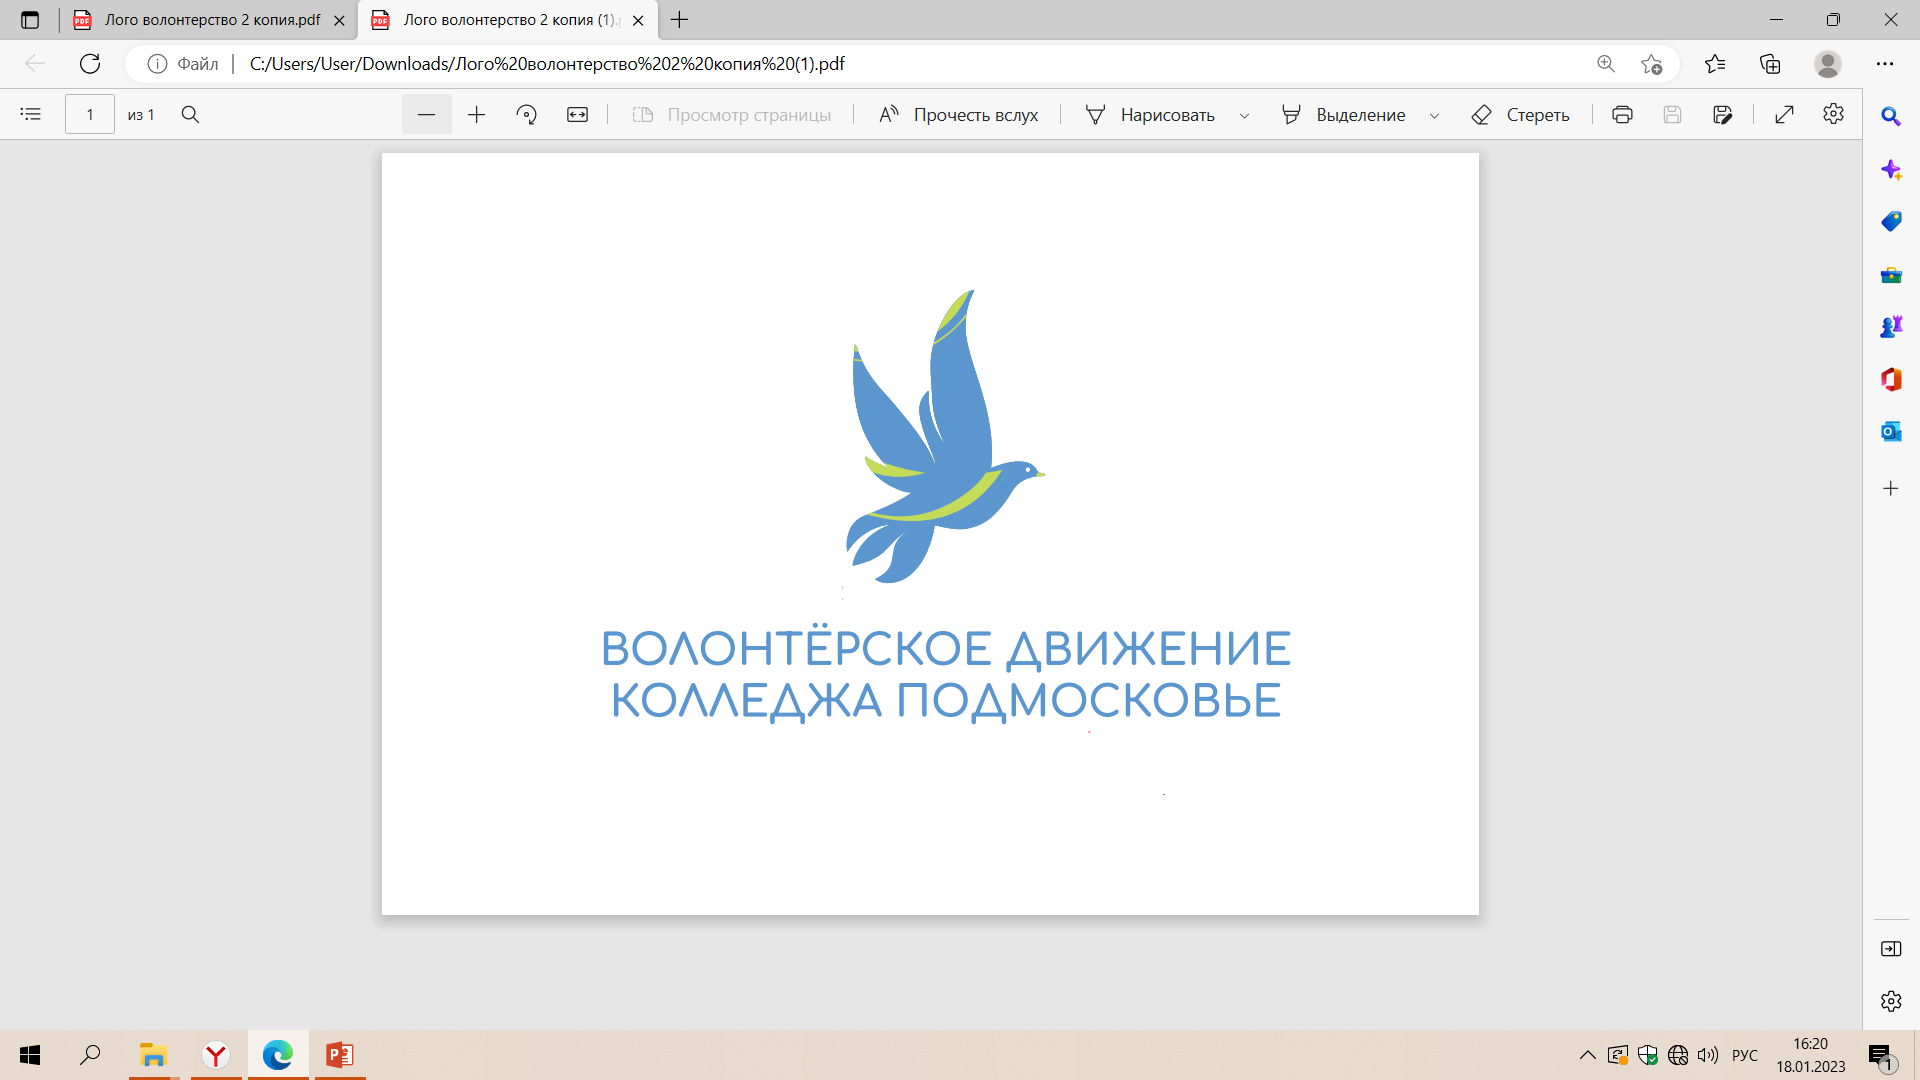 Лого волонтерство 2 копия.pdf
Лого волонтерство 2 копия (1).
Файл
C:/Users/User/Downloads/Лого%20волонтерство%202%20копия%20(1).pdf
1
из 1
Просмотр страницы
Прочесть вслух
Нарисовать
Выделение
Стереть
ВОЛОНТЁРСКОЕ ДВИЖЕНИЕ
КОЛЛЕДЖА ПОДМОСКОВЬЕ
РУС
16:20
18.01.2023
1